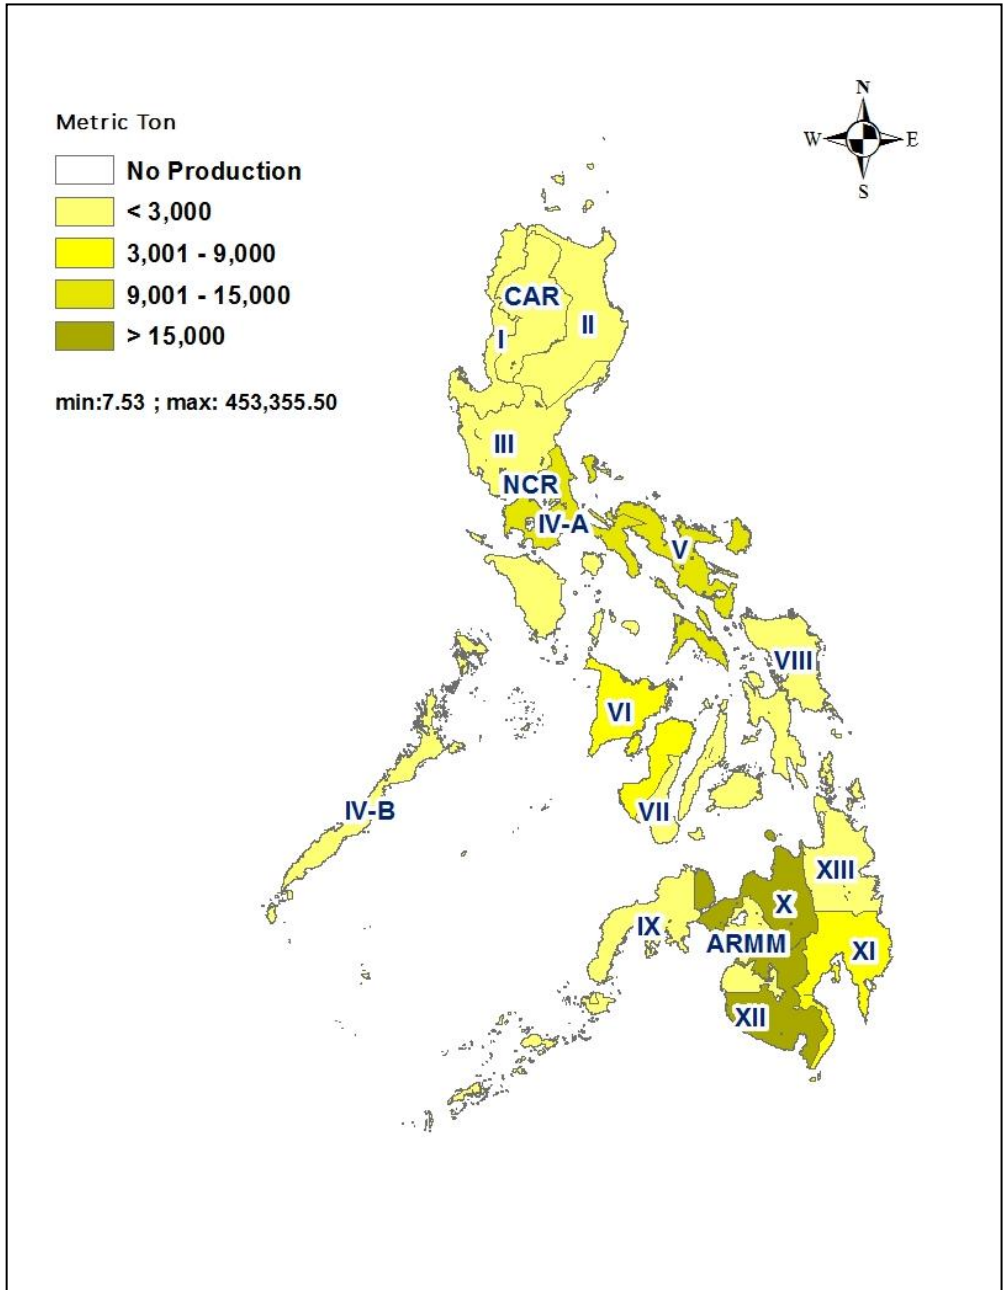 N
Metric Ton
W E
No Production
S
< 3,000
3,001 - 9,000
9,001 - 15,000
CAR
II
> 15,000
I
min:7.53 ; max: 453,355.50
III
NCR
IV-A
V
VIII
VI
IV-B
VII
XIII
X
IX
ARMM
XI
XII